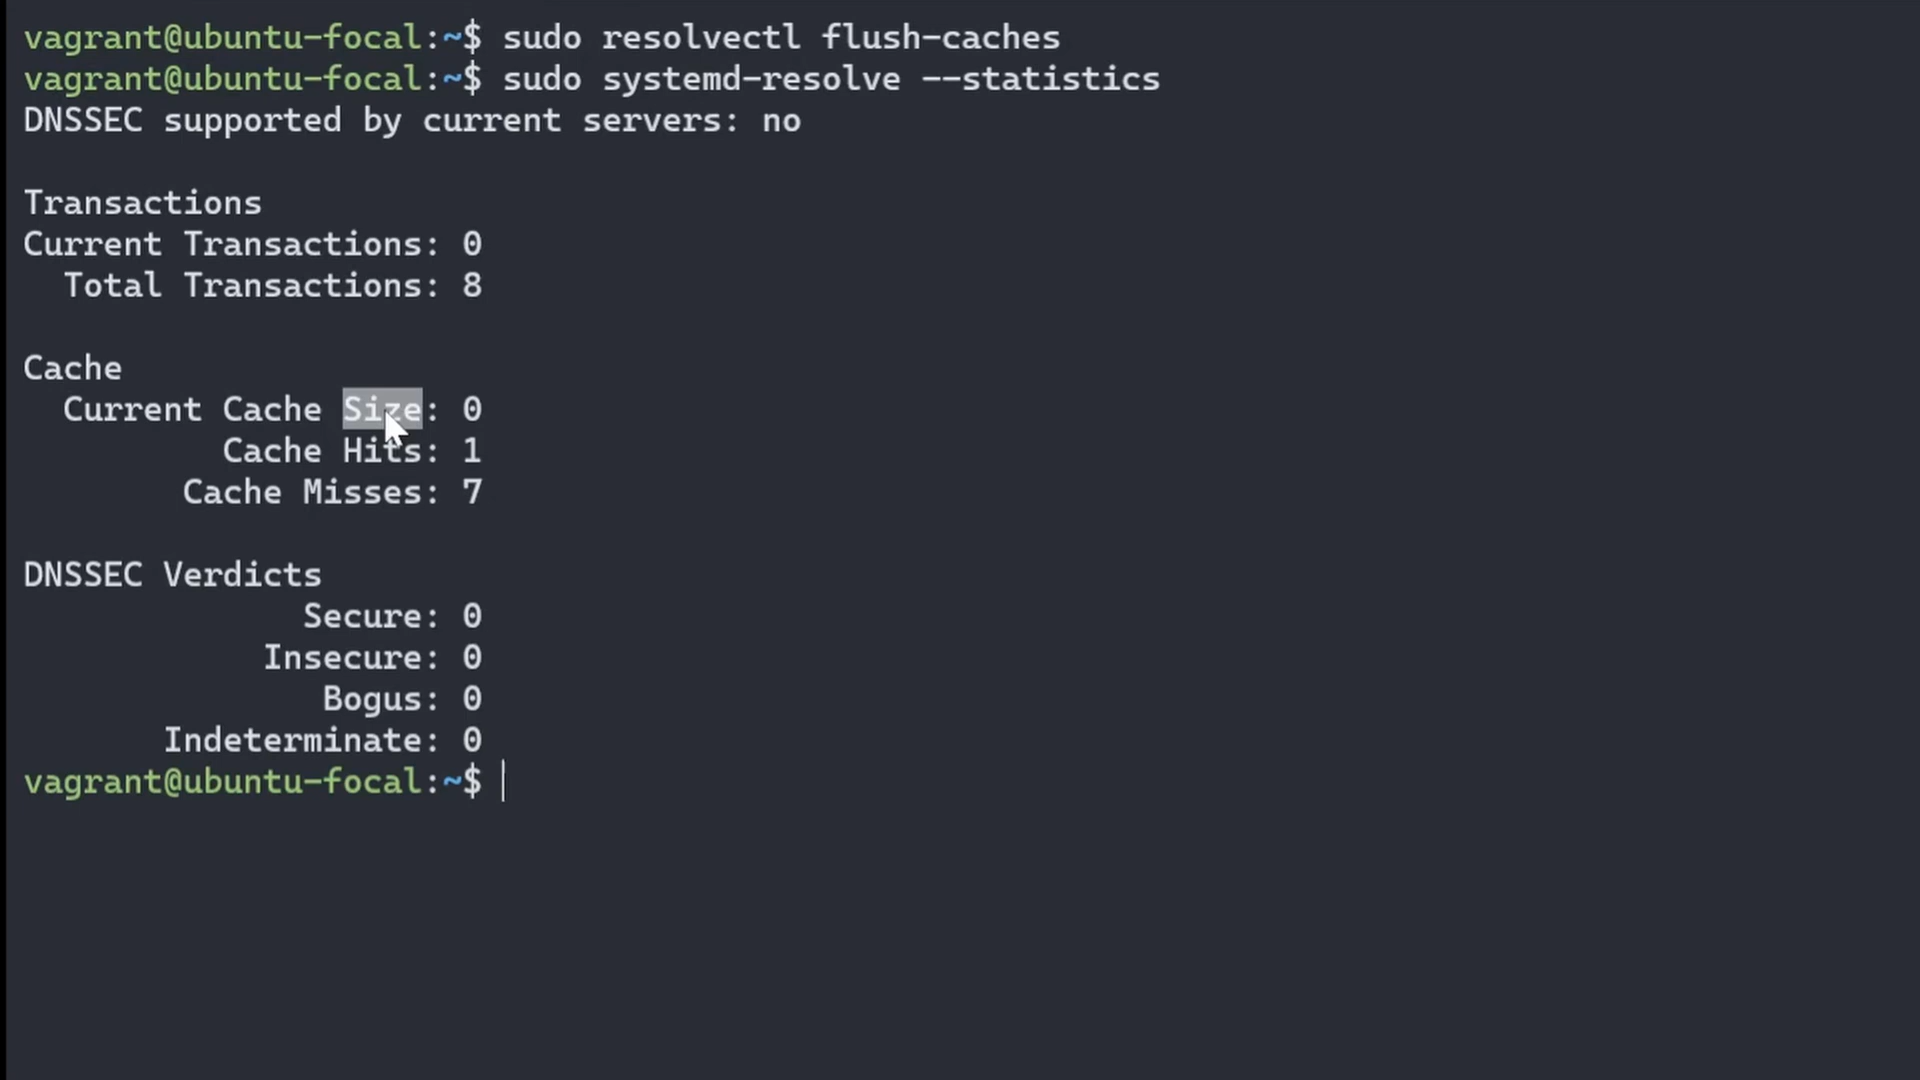 vagrant@ubuntu-focal:~$ sudo resolvectl flush-caches
vagrant@ubuntu-focal:~$ sudo systemd-resolve --statistics
DNSSEC supported by current servers: no
Transactions
Current Transactions: 0
Total Transactions: 8
Cache
Current Cache Size: 0
Cache Hits: 1
Cache Misses: 7
DNSSEC Verdicts
Secure: 0
Insecure: 0
Bogus: 0
Indeterminate: 0
vagrant@ubuntu-focal:~$